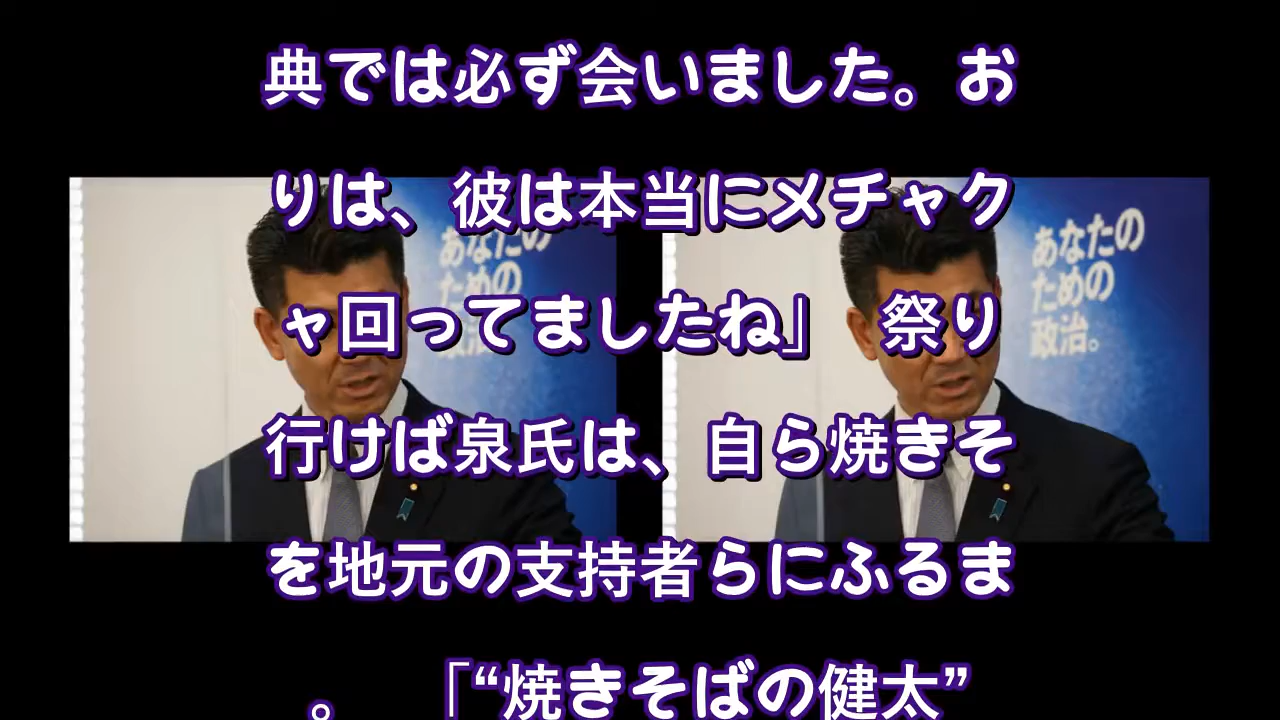 典では必ず会いました。お
りは、彼は本当にメチャク
ャ回ってましたね」 祭り
行けば泉氏は、自ら焼きそ
を地元の支持者らにふるま
。 「“焼きそばの健太”
あなたの
ための
政治。
あなたの
ための
政治。